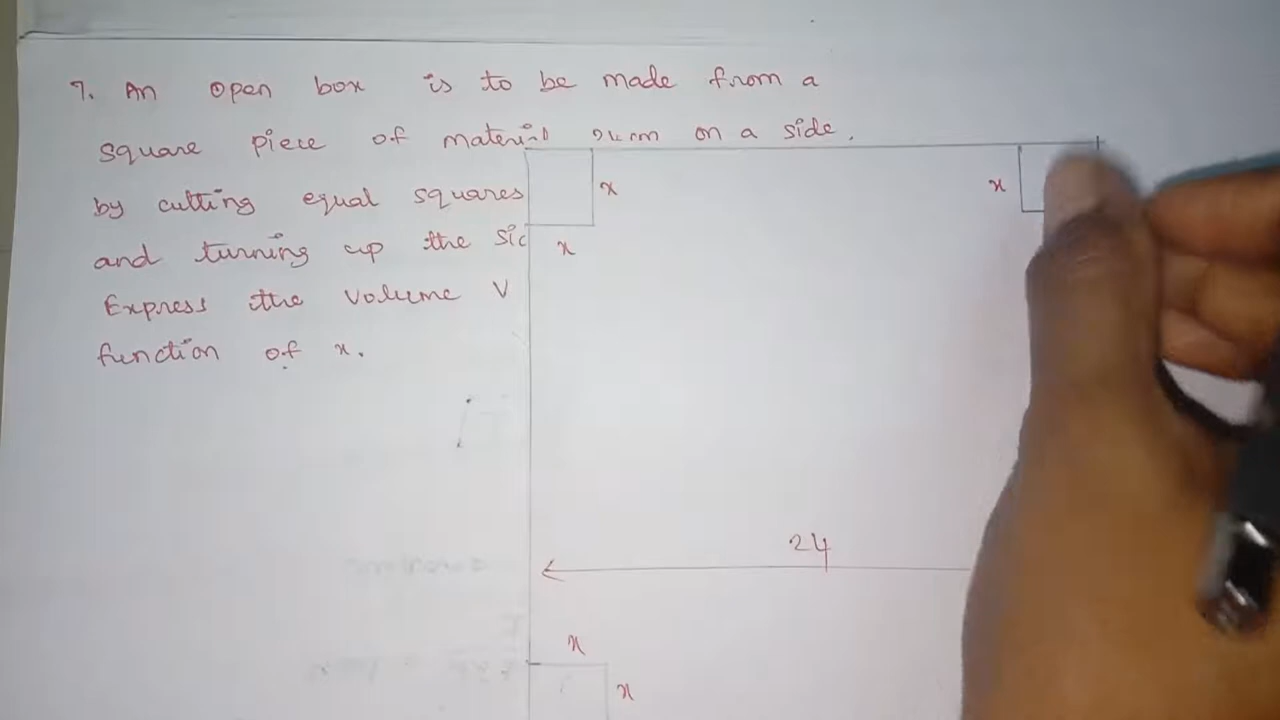 7. An open box is to be made from a
square piece of material 24cm on a side.
by cutting equal squares
and turning up the
Express the volume V
function of x.
x
x
x
24
x
x